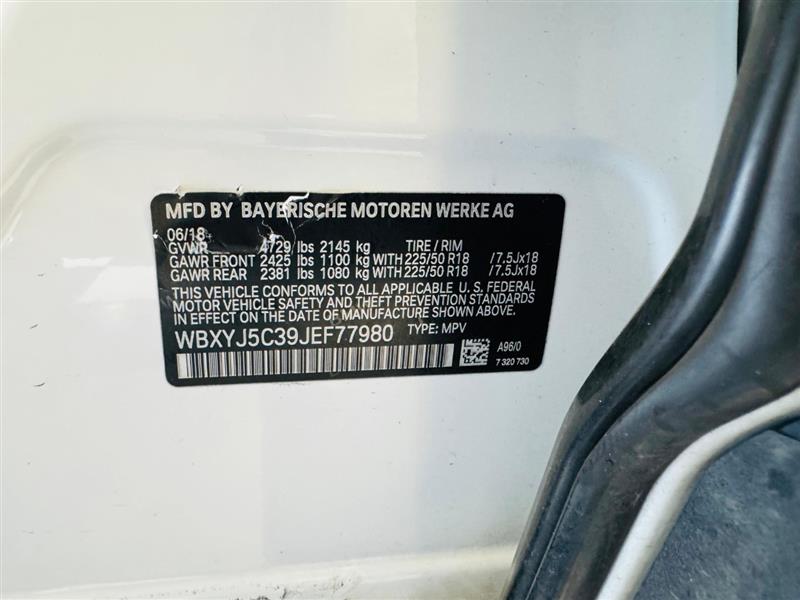 MFD BY BAYERISCHE MOTOREN WERKE AG
06/18
GVWR 4729 lbs 2145 kg TIRE / RIM
GAWR FRONT 2425 lbs 1100 kg WITH 225/50 R18 / 7.5Jx18
GAWR REAR 2381 lbs 1080 kg WITH 225/50 R18 / 7.5Jx18
THIS VEHICLE CONFORMS TO ALL APPLICABLE U. S. FEDERAL
MOTOR VEHICLE SAFETY AND THEFT PREVENTION STANDARDS
IN EFFECT ON THE DATE OF MANUFACTURE SHOWN ABOVE.
WBXYJ5C39JEF77980 TYPE: MPV
A96/0
7 320 730